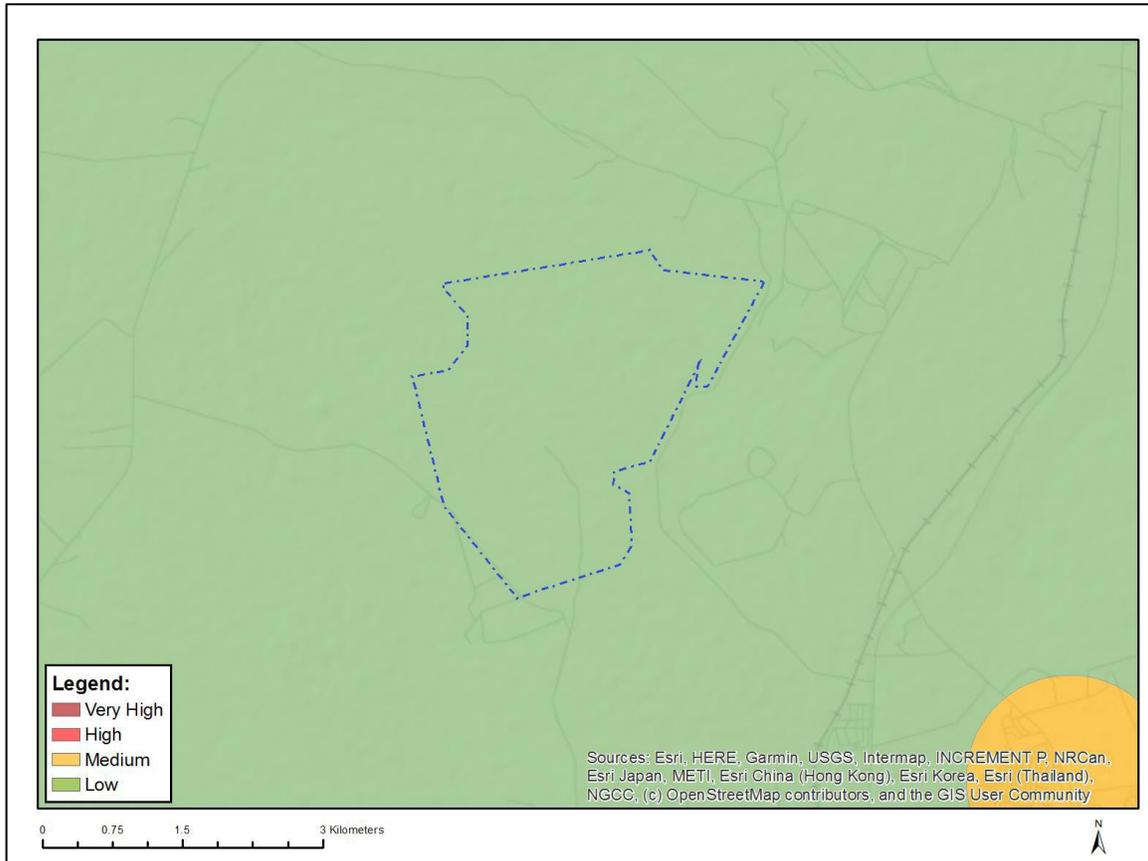 Legend:
Very High
High
Medium
Low
Sources: Esri, HERE, Garmin, USGS, Intermap, INCREMENT P, NRCan,
Esri Japan, METI, Esri China (Hong Kong), Esri Korea, Esri (Thailand),
NGCC, (c) OpenStreetMap contributors, and the GIS User Community
0 0.75 1.5 3 Kilometers
N